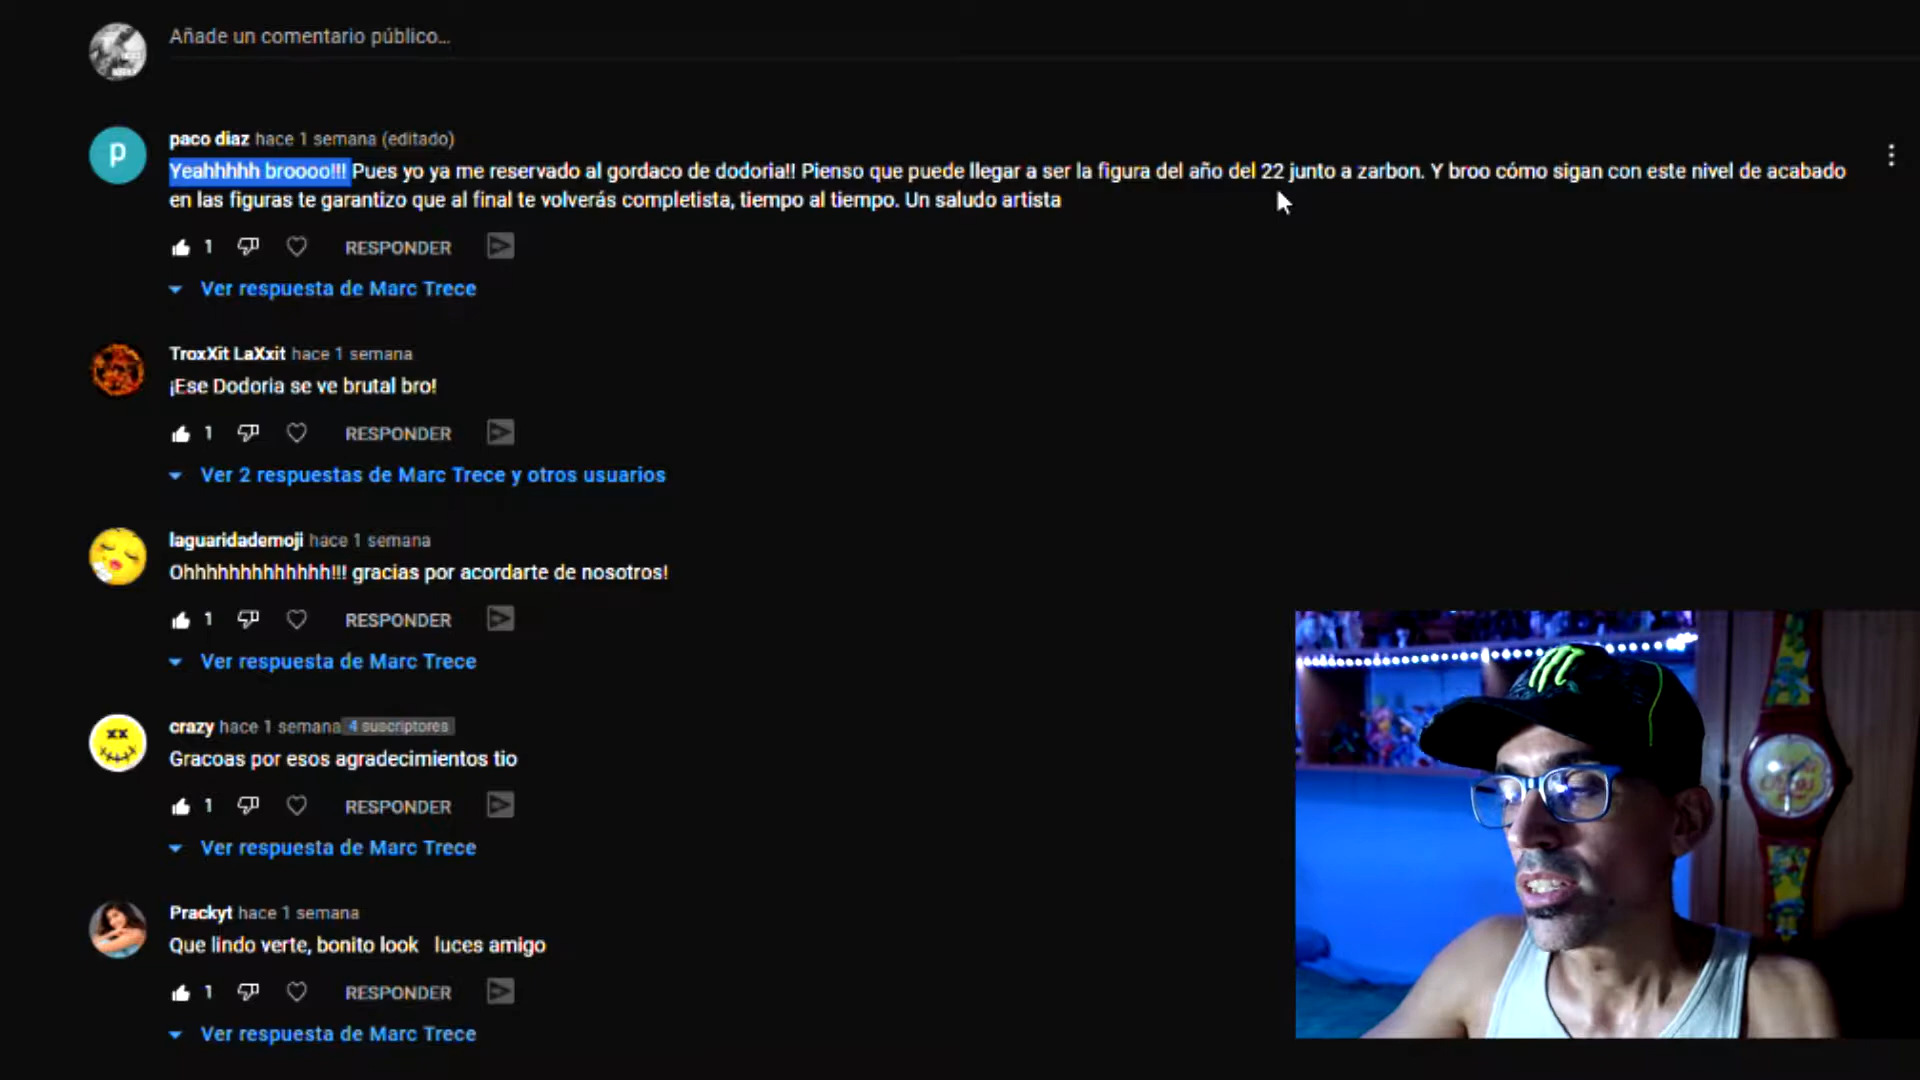 Añade un comentario público...
paco diaz hace 1 semana (editado)
Yeahhhhh broooo!!! Pues yo ya me reservado al gordaco de dodoria!! Pienso que puede llegar a ser la figura del año del 22 junto a zarbon. Y broo cómo sigan con este nivel de acabado
en las figuras te garantizo que al final te volverás completista, tiempo al tiempo. Un saludo artista
1 RESPONDER
Ver respuesta de Marc Trece
TroxXit LaXxit hace 1 semana
¡Ese Dodoria se ve brutal bro!
1 RESPONDER
Ver 2 respuestas de Marc Trece y otros usuarios
laguaridademoji hace 1 semana
Ohhhhhhhhhhhhh!!! gracias por acordarte de nosotros!
1 RESPONDER
Ver respuesta de Marc Trece
crazy hace 1 semana 4 suscriptores
Gracoas por esos agradecimientos tio
1 RESPONDER
Ver respuesta de Marc Trece
Prackyt hace 1 semana
Que lindo verte, bonito look luces amigo
1 RESPONDER
Ver respuesta de Marc Trece